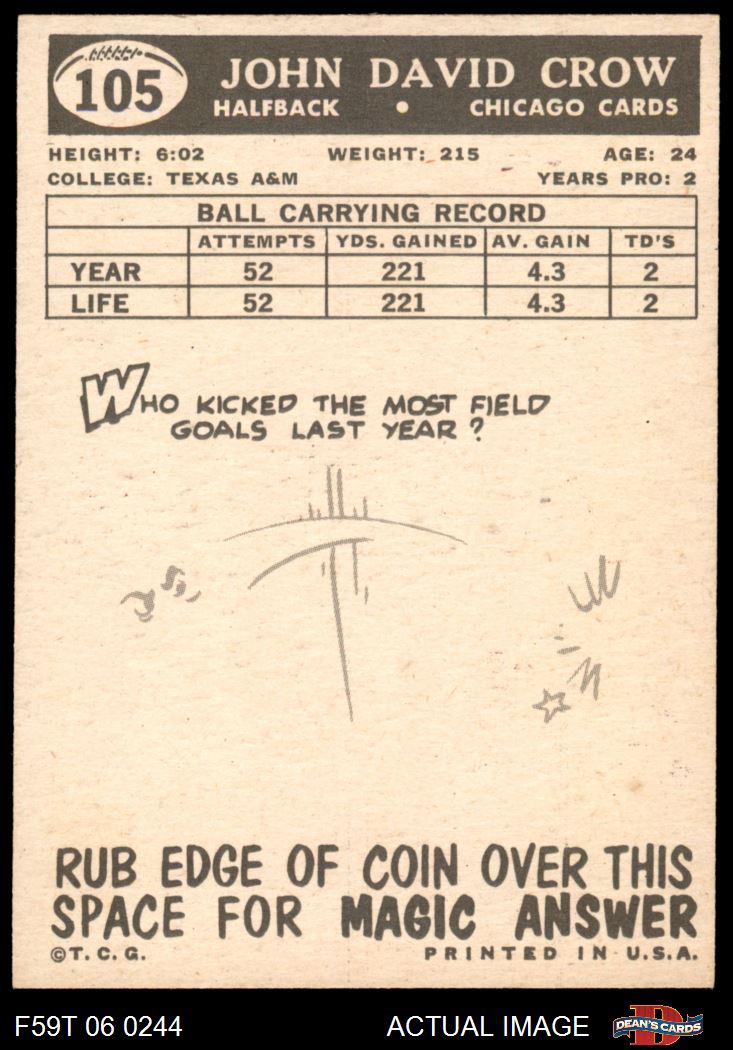 105
JOHN DAVID CROW
HALFBACK • CHICAGO CARDS
HEIGHT: 6:02 WEIGHT: 215 AGE: 24
COLLEGE: TEXAS A&M YEARS PRO: 2
BALL CARRYING RECORD
ATTEMPTS YDS. GAINED AV. GAIN TD'S
YEAR 52 221 4.3 2
LIFE 52 221 4.3 2
WHO KICKED THE MOST FIELD
GOALS LAST YEAR?
RUB EDGE OF COIN OVER THIS
SPACE FOR MAGIC ANSWER
©T.C.G. PRINTED IN U.S.A.
F59T 06 0244 ACTUAL IMAGE D DEAN'S CARDS